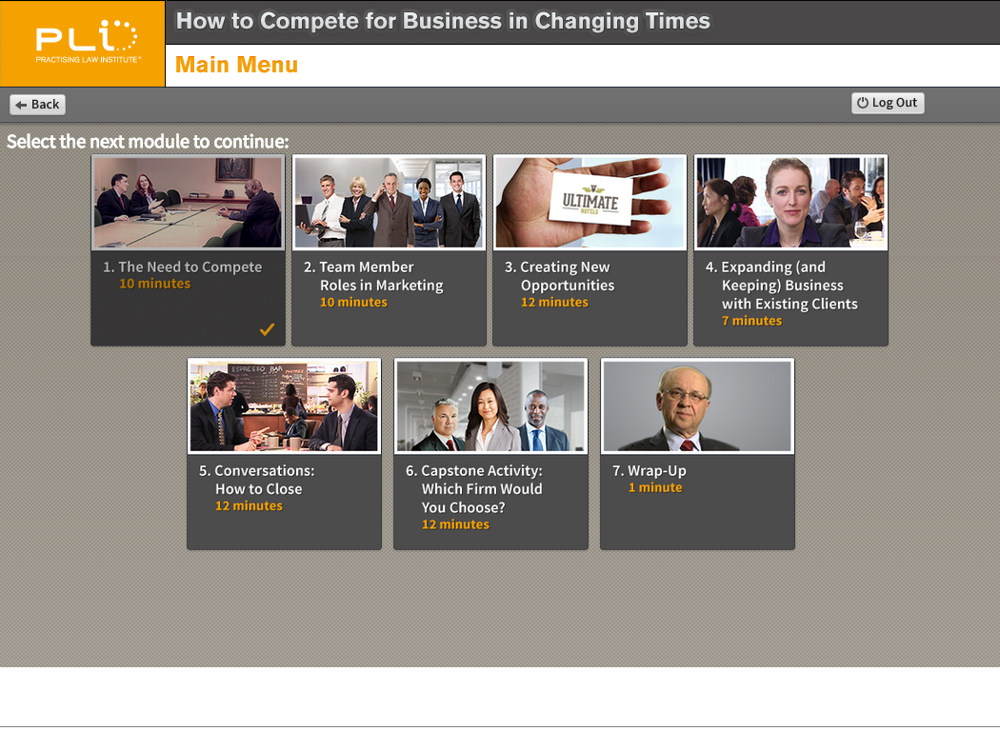 How to Compete for Business in Changing Times
PLI
PRACTISING LAW INSTITUTE
Main Menu
Back
Log Out
Select the next module to continue:
ULTIMATE
HOTELS
1. The Need to Compete
10 minutes
2. Team Member
Roles in Marketing
10 minutes
3. Creating New
Opportunities
12 minutes
4. Expanding (and
Keeping) Business
with Existing Clients
7 minutes
ESPRESSO BAR
5. Conversations:
How to Close
12 minutes
6. Capstone Activity:
Which Firm Would
You Choose?
12 minutes
7. Wrap-Up
1 minute